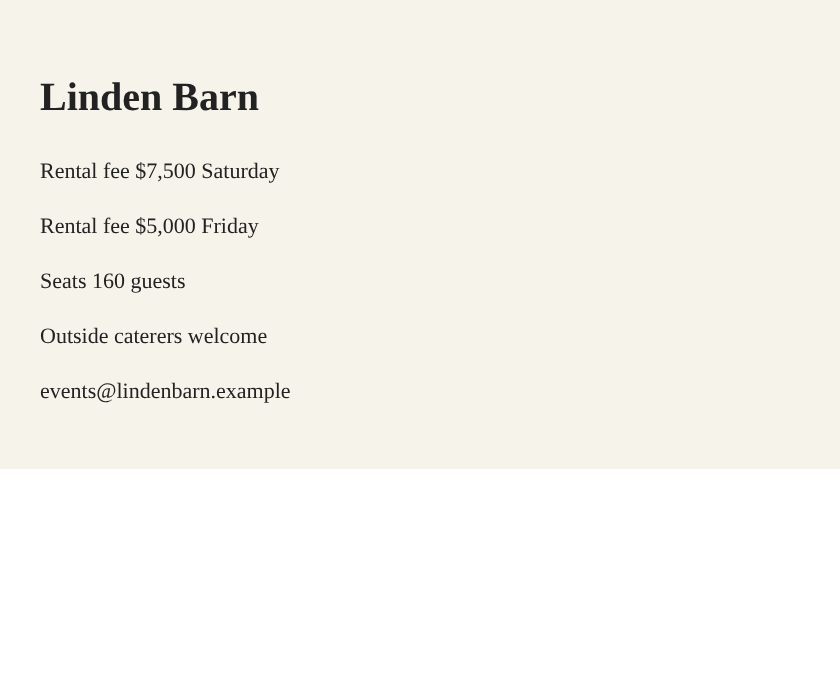 Linden Barn
Rental fee $7,500 Saturday
Rental fee $5,000 Friday
Seats 160 guests
Outside caterers welcome
events@lindenbarn.example